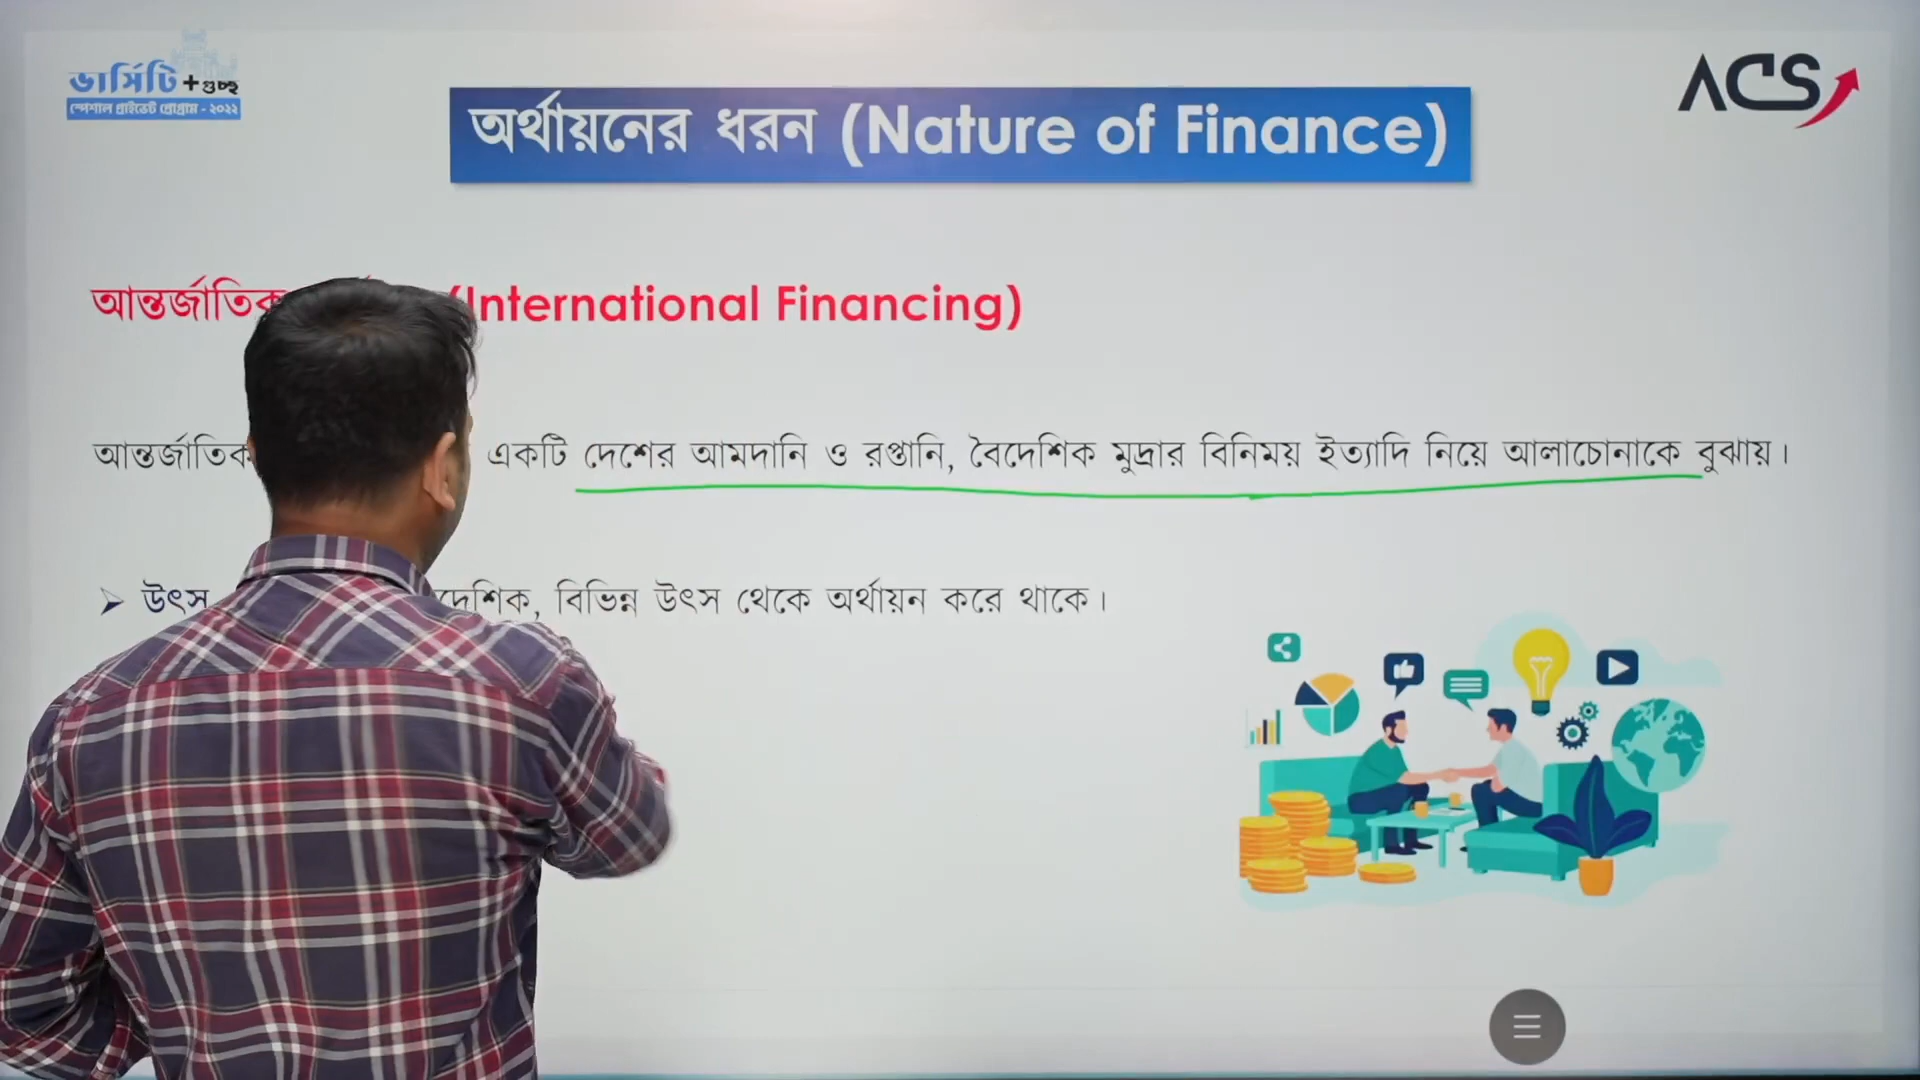 ভার্সিটি + গুচ্ছ
স্পেশাল প্রাইভেট প্রোগ্রাম - ২০২২
ACS
অর্থায়নের ধরন (Nature of Finance)
আন্তর্জাতিক (International Financing)
আন্তর্জাতিক একটি দেশের আমদানি ও রপ্তানি, বৈদেশিক মুদ্রার বিনিময় ইত্যাদি নিয়ে আলাচোনাকে বুঝায়।
➢ উৎস দেশিক, বিভিন্ন উৎস থেকে অর্থায়ন করে থাকে।